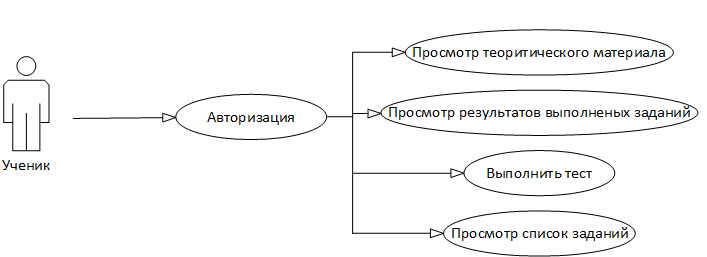 Просмотр теоритического материала
Просмотр результатов выполненых заданий
Авторизация
Ученик
Выполнить тест
Просмотр список заданий